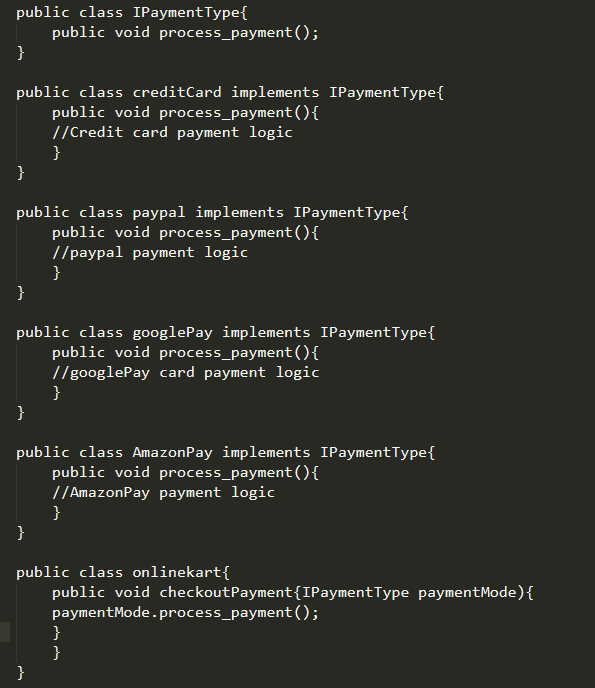 public class IPaymentType{
    public void process_payment();
}

public class creditCard implements IPaymentType{
    public void process_payment(){
    //Credit card payment logic
    }
}

public class paypal implements IPaymentType{
    public void process_payment(){
    //paypal payment logic
    }
}

public class googlePay implements IPaymentType{
    public void process_payment(){
    //googlePay card payment logic
    }
}

public class AmazonPay implements IPaymentType{
    public void process_payment(){
    //AmazonPay payment logic
    }
}

public class onlinekart{
    public void checkoutPayment{IPaymentType paymentMode){
    paymentMode.process_payment();
    }
    }
}